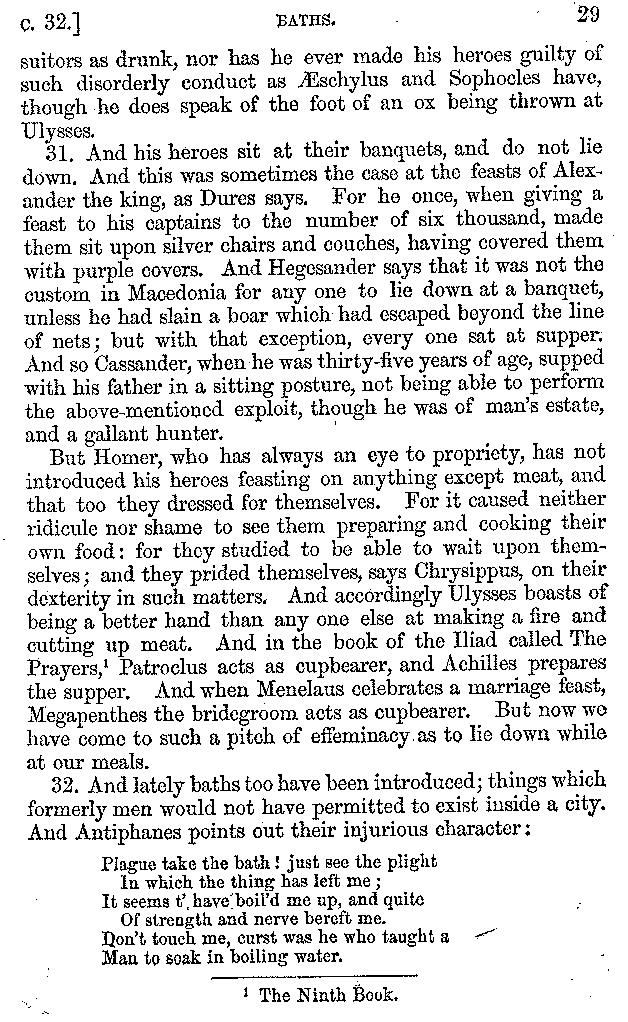 c. 32.] BATHS. 29
suitors as drunk, nor has he ever made his heroes guilty of
such disorderly conduct as Æschylus and Sophocles have,
though he does speak of the foot of an ox being thrown at
Ulysses.
31. And his heroes sit at their banquets, and do not lie
down. And this was sometimes the case at the feasts of Alex-
ander the king, as Dures says. For he once, when giving a
feast to his captains to the number of six thousand, made
them sit upon silver chairs and couches, having covered them
with purple covers. And Hegesander says that it was not the
custom in Macedonia for any one to lie down at a banquet,
unless he had slain a boar which had escaped beyond the line
of nets; but with that exception, every one sat at supper.
And so Cassander, when he was thirty-five years of age, supped
with his father in a sitting posture, not being able to perform
the above-mentioned exploit, though he was of man's estate,
and a gallant hunter.
But Homer, who has always an eye to propriety, has not
introduced his heroes feasting on anything except meat, and
that too they dressed for themselves. For it caused neither
ridicule nor shame to see them preparing and cooking their
own food: for they studied to be able to wait upon them-
selves; and they prided themselves, says Chrysippus, on their
dexterity in such matters. And accordingly Ulysses boasts of
being a better hand than any one else at making a fire and
cutting up meat. And in the book of the Iliad called The
Prayers,¹ Patroclus acts as cupbearer, and Achilles prepares
the supper. And when Menelaus celebrates a marriage feast,
Megapenthes the bridegroom acts as cupbearer. But now we
have come to such a pitch of effeminacy as to lie down while
at our meals.
32. And lately baths too have been introduced; things which
formerly men would not have permitted to exist inside a city.
And Antiphanes points out their injurious character:
Plague take the bath! just see the plight
In which the thing has left me;
It seems t' have boil'd me up, and quite
Of strength and nerve bereft me.
Don't touch me, curst was he who taught a
Man to soak in boiling water.
¹ The Ninth Book.